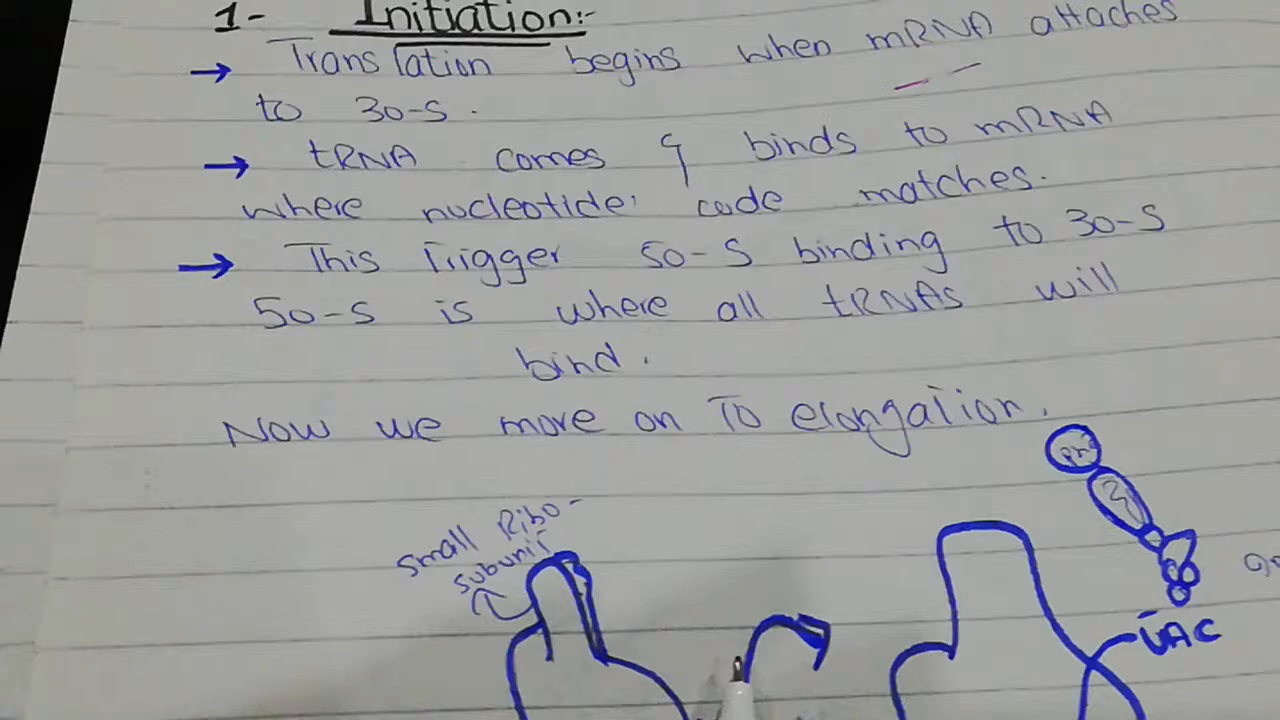 1- Initiation:-
→ Translation begins when mRNA attaches
to 30-S.
→ tRNA comes & binds to mRNA
where nucleotide code matches.
→ This Trigger 50-S binding to 30-S
50-S is where all tRNAs will
bind.
Now we more on To elongation.
Small Ribo-
subunit
UAC